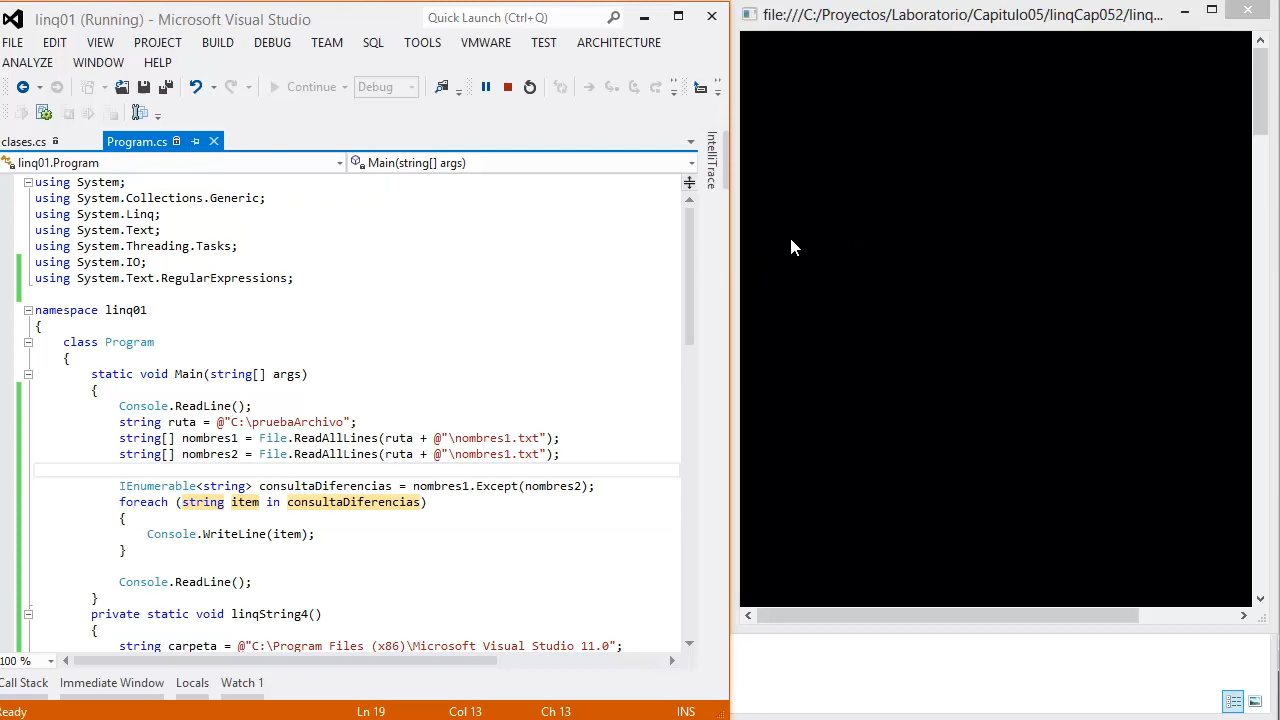 linq01 (Running) - Microsoft Visual Studio
Quick Launch (Ctrl+Q)
FILE EDIT VIEW PROJECT BUILD DEBUG TEAM SQL TOOLS VMWARE TEST ARCHITECTURE
ANALYZE WINDOW HELP
Continue Debug
clases.cs Program.cs
linq01.Program Main(string[] args)
using System;
using System.Collections.Generic;
using System.Linq;
using System.Text;
using System.Threading.Tasks;
using System.IO;
using System.Text.RegularExpressions;
namespace linq01
{
class Program
{
static void Main(string[] args)
{
Console.ReadLine();
string ruta = @"C:\pruebaArchivo";
string[] nombres1 = File.ReadAllLines(ruta + @"\nombres1.txt");
string[] nombres2 = File.ReadAllLines(ruta + @"\nombres1.txt");
IEnumerable<string> consultaDiferencias = nombres1.Except(nombres2);
foreach (string item in consultaDiferencias)
{
Console.WriteLine(item);
}
Console.ReadLine();
}
private static void linqString4()
{
string carpeta = @"C:\Program Files (x86)\Microsoft Visual Studio 11.0";
100 %
Call Stack Immediate Window Locals Watch 1
Ready Ln 19 Col 13 Ch 13 INS
IntelliTrace
file:///C:/Proyectos/Laboratorio/Capitulo05/linqCap052/linq...